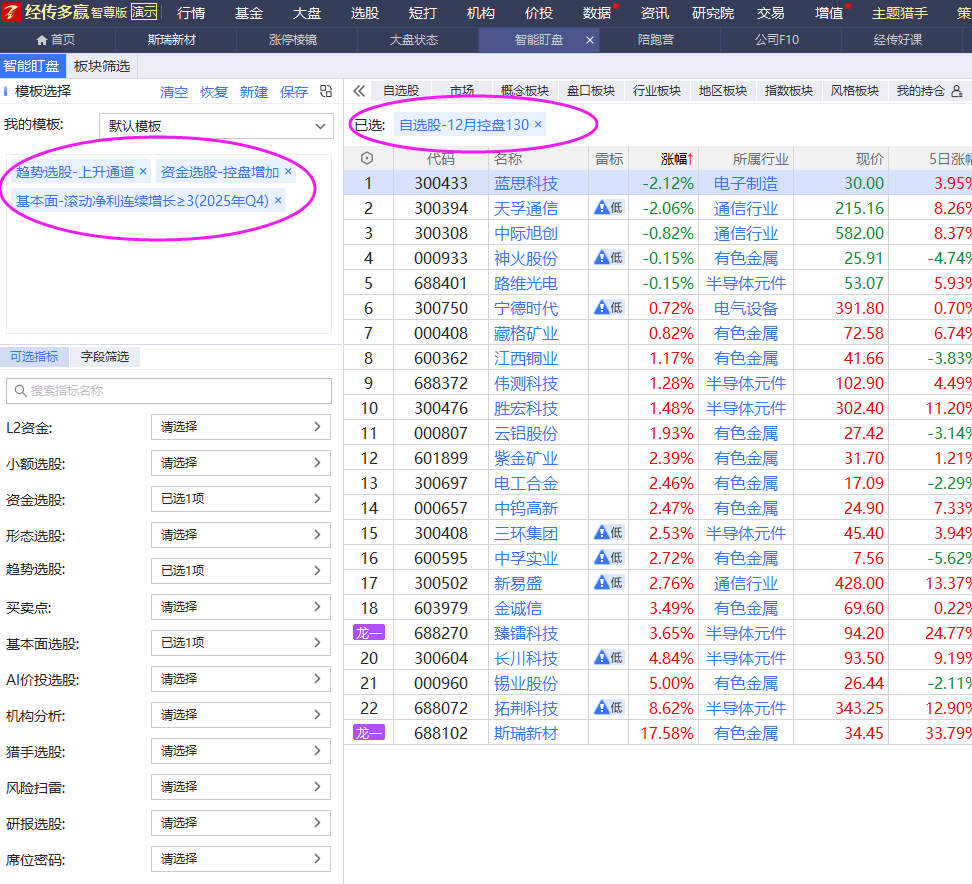 经传多赢 智尊版 演示 行情 基金 大盘 选股 短打 机构 价投 数据 资讯 研究院 交易 增值 主题猎手 策
首页 斯瑞新材 涨停棱镜 大盘状态 智能盯盘 × 陪跑营 公司F10 经传好课
智能盯盘 板块筛选
模板选择 清空 恢复 新建 保存
我的模板: 默认模板
趋势选股-上升通道 × 资金选股-控盘增加 ×
基本面-滚动净利连续增长≥3(2025年Q4) ×
可选指标 字段筛选
搜索指标名称
L2资金: 请选择
小额选股: 请选择
资金选股: 已选1项
形态选股: 请选择
趋势选股: 已选1项
买卖点: 请选择
基本面选股: 已选1项
AI价投选股: 请选择
机构分析: 请选择
猎手选股: 请选择
风险扫雷: 请选择
研报选股: 请选择
席位密码: 请选择
自选股 市场 概念板块 盘口板块 行业板块 地区板块 指数板块 风格板块 我的持仓
已选: 自选股-12月控盘130 ×
代码 名称 雷标 涨幅↑ 所属行业 现价 5日涨幅
1 300433 蓝思科技 -2.12% 电子制造 30.00 3.95%
2 300394 天孚通信 低 -2.06% 通信行业 215.16 8.26%
3 300308 中际旭创 -0.82% 通信行业 582.00 8.37%
4 000933 神火股份 低 -0.15% 有色金属 25.91 -4.74%
5 688401 路维光电 -0.15% 半导体元件 53.07 5.93%
6 300750 宁德时代 低 0.72% 电气设备 391.80 0.70%
7 000408 藏格矿业 0.82% 有色金属 72.58 6.74%
8 600362 江西铜业 1.17% 有色金属 41.66 -3.83%
9 688372 伟测科技 1.28% 半导体元件 102.90 4.49%
10 300476 胜宏科技 1.48% 半导体元件 302.40 11.20%
11 000807 云铝股份 1.93% 有色金属 27.42 -3.14%
12 601899 紫金矿业 2.39% 有色金属 31.70 1.21%
13 300697 电工合金 2.46% 有色金属 17.09 -2.29%
14 000657 中钨高新 2.47% 有色金属 24.90 7.33%
15 300408 三环集团 低 2.53% 半导体元件 45.40 3.94%
16 600595 中孚实业 低 2.72% 有色金属 7.56 -5.62%
17 300502 新易盛 低 2.76% 通信行业 428.00 13.37%
18 603979 金诚信 3.49% 有色金属 69.60 0.22%
龙一 688270 臻镭科技 3.65% 半导体元件 94.20 24.77%
20 300604 长川科技 低 4.84% 半导体元件 93.50 9.19%
21 000960 锡业股份 5.00% 有色金属 26.44 -2.11%
22 688072 拓荆科技 低 8.62% 半导体元件 343.25 12.90%
龙一 688102 斯瑞新材 17.58% 有色金属 34.45 33.79%